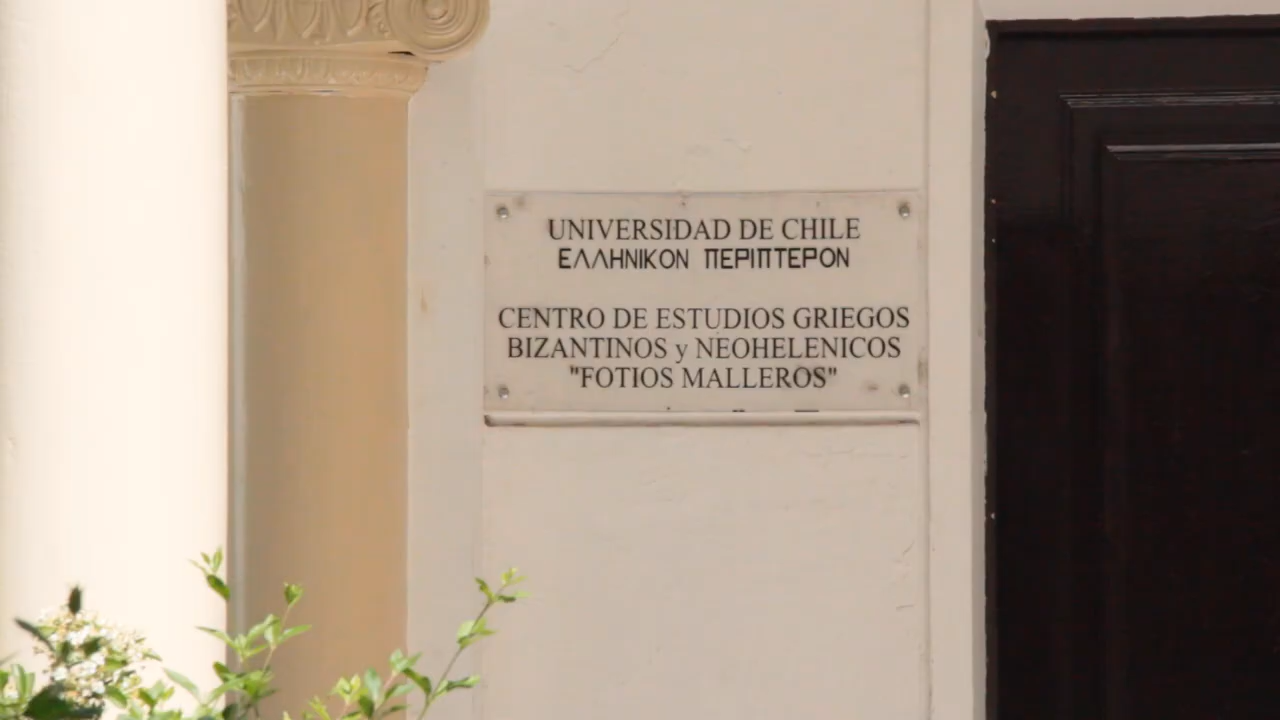 UNIVERSIDAD DE CHILE
ΕΛΛΗΝΙΚΟΝ ΠΕΡΙΠΤΕΡΟΝ
CENTRO DE ESTUDIOS GRIEGOS
BIZANTINOS y NEOHELENICOS
"FOTIOS MALLEROS"